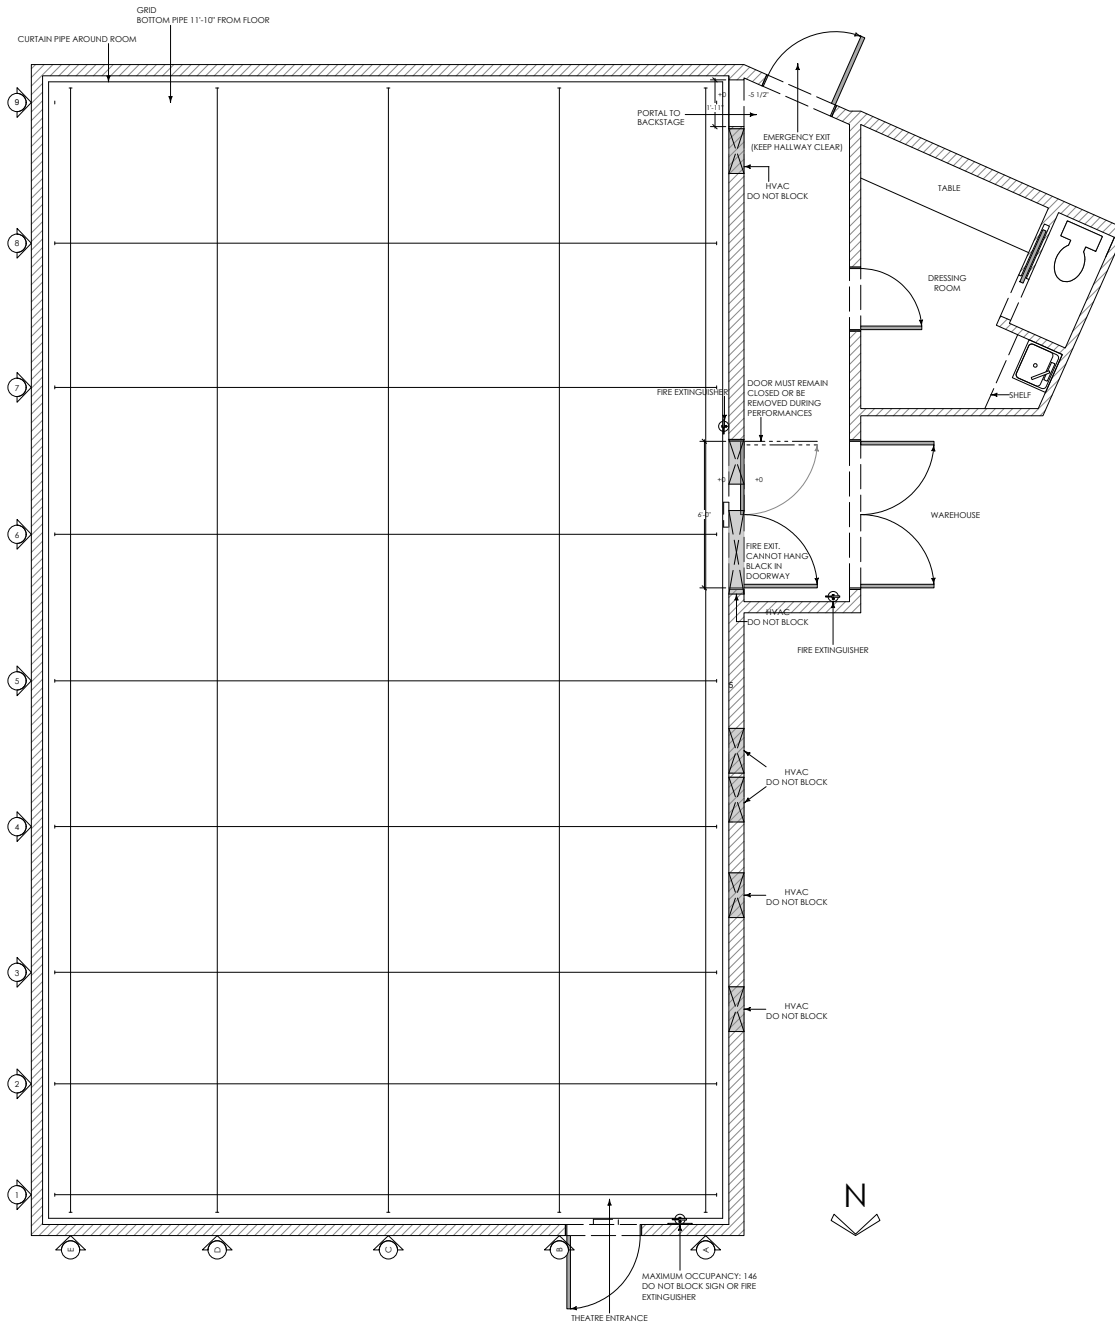 GRID
BOTTOM PIPE 11'-10" FROM FLOOR
CURTAIN PIPE AROUND ROOM
9
+0
-5 1/2"
1'-11"
PORTAL TO
BACKSTAGE
EMERGENCY EXIT
(KEEP HALLWAY CLEAR)
HVAC
DO NOT BLOCK
TABLE
8
DRESSING
ROOM
7
FIRE EXTINGUISHER
DOOR MUST REMAIN
CLOSED OR BE
REMOVED DURING
PERFORMANCES
SHELF
+0
+0
6'-0"
WAREHOUSE
6
FIRE EXIT.
CANNOT HANG
BLACK IN
DOORWAY
HVAC
DO NOT BLOCK
FIRE EXTINGUISHER
5
5
HVAC
DO NOT BLOCK
4
HVAC
DO NOT BLOCK
3
HVAC
DO NOT BLOCK
2
1
N
E
D
C
B
A
MAXIMUM OCCUPANCY: 146
DO NOT BLOCK SIGN OR FIRE
EXTINGUISHER
THEATRE ENTRANCE